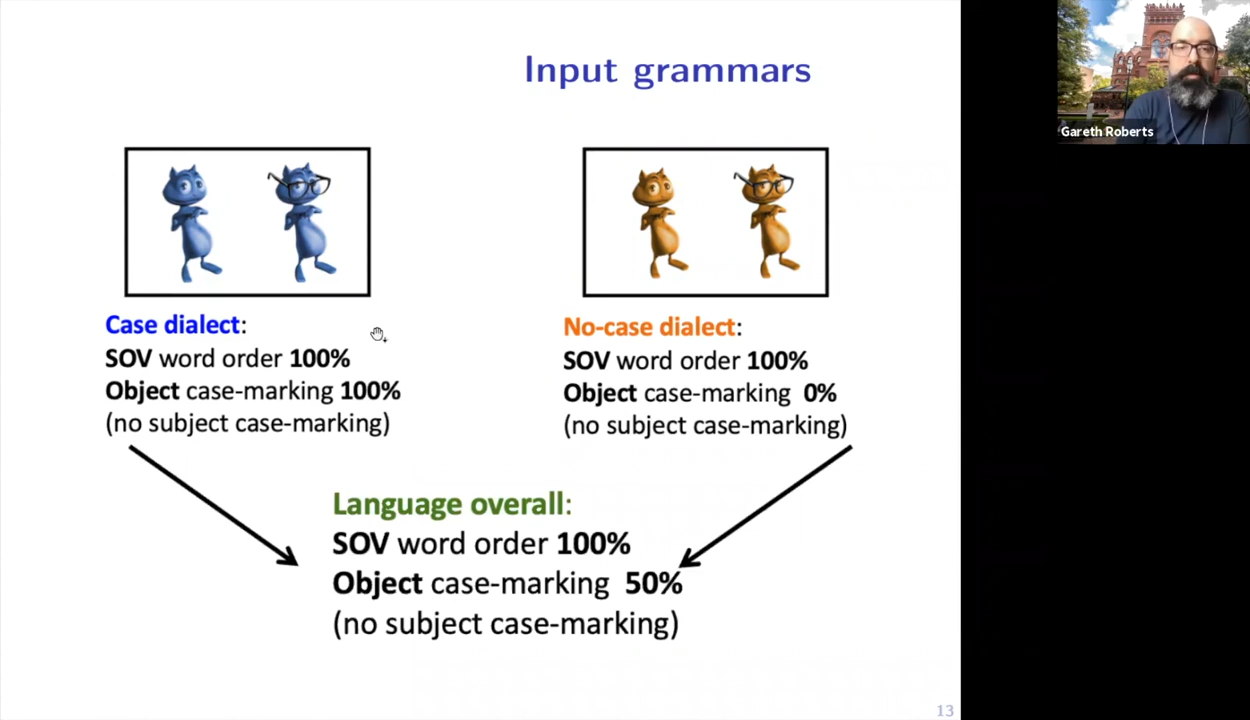 Input grammars
Gareth Roberts
Case dialect:
SOV word order 100%
Object case-marking 100%
(no subject case-marking)
No-case dialect:
SOV word order 100%
Object case-marking 0%
(no subject case-marking)
Language overall:
SOV word order 100%
Object case-marking 50%
(no subject case-marking)
13